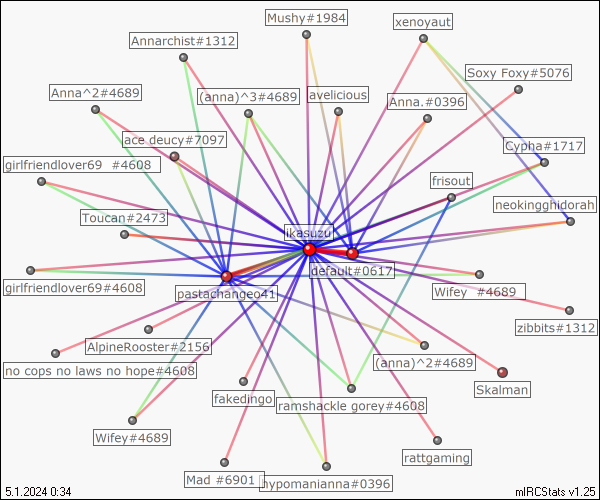 Mushy#1984
xenoyaut
Annarchist#1312
Soxy Foxy#5076
Anna^2#4689
(anna)^3#4689
avelicious
Anna.#0396
ace deucy#7097
Cypha#1717
girlfriendlover69 #4608
frisout
neokingghidorah
Toucan#2473
ikasuzu
default#0617
girlfriendlover69#4608
pastachangeo41
Wifey #4689
zibbits#1312
AlpineRooster#2156
no cops no laws no hope#4608
(anna)^2#4689
Skalman
fakedingo
ramshackle gorey#4608
Wifey#4689
rattgaming
Mad #6901
hypomanianna#0396
5.1.2024 0:34
mIRCStats v1.25